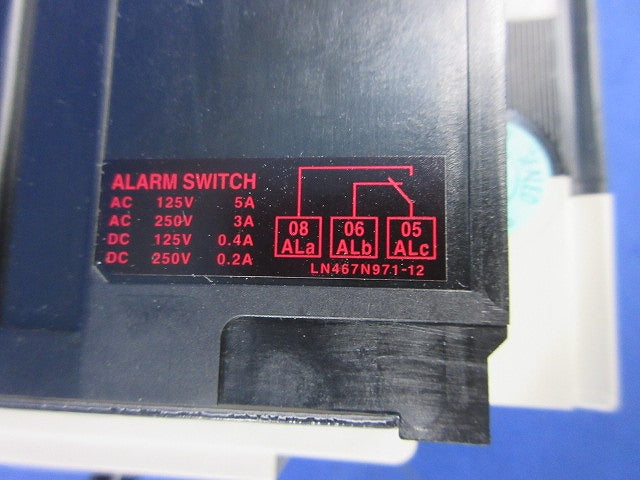 ALARM SWITCH
AC 125V 5A
AC 250V 3A
DC 125V 0.4A
DC 250V 0.2A
08 06 05
ALa ALb ALc
LN467N971-12